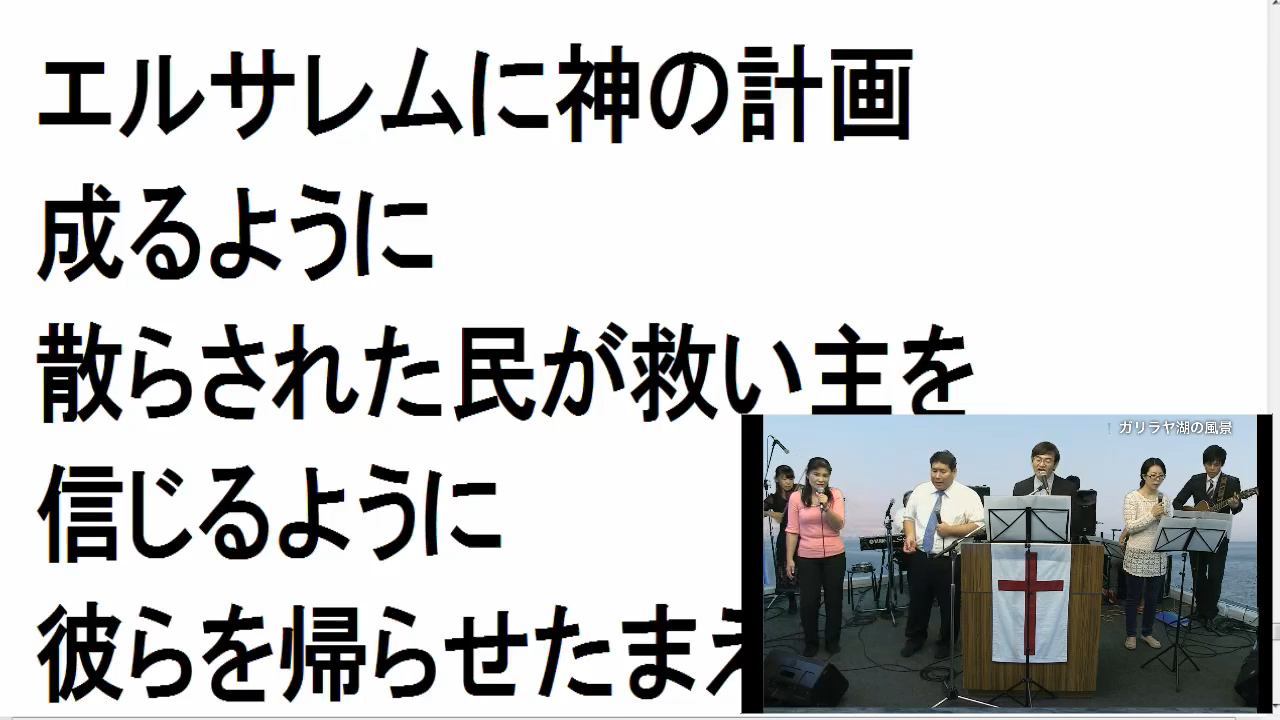 エルサレムに神の計画
成るように
散らされた民が救い主を
信じるように
彼らを帰らせたまえ
ガリラヤ湖の風景